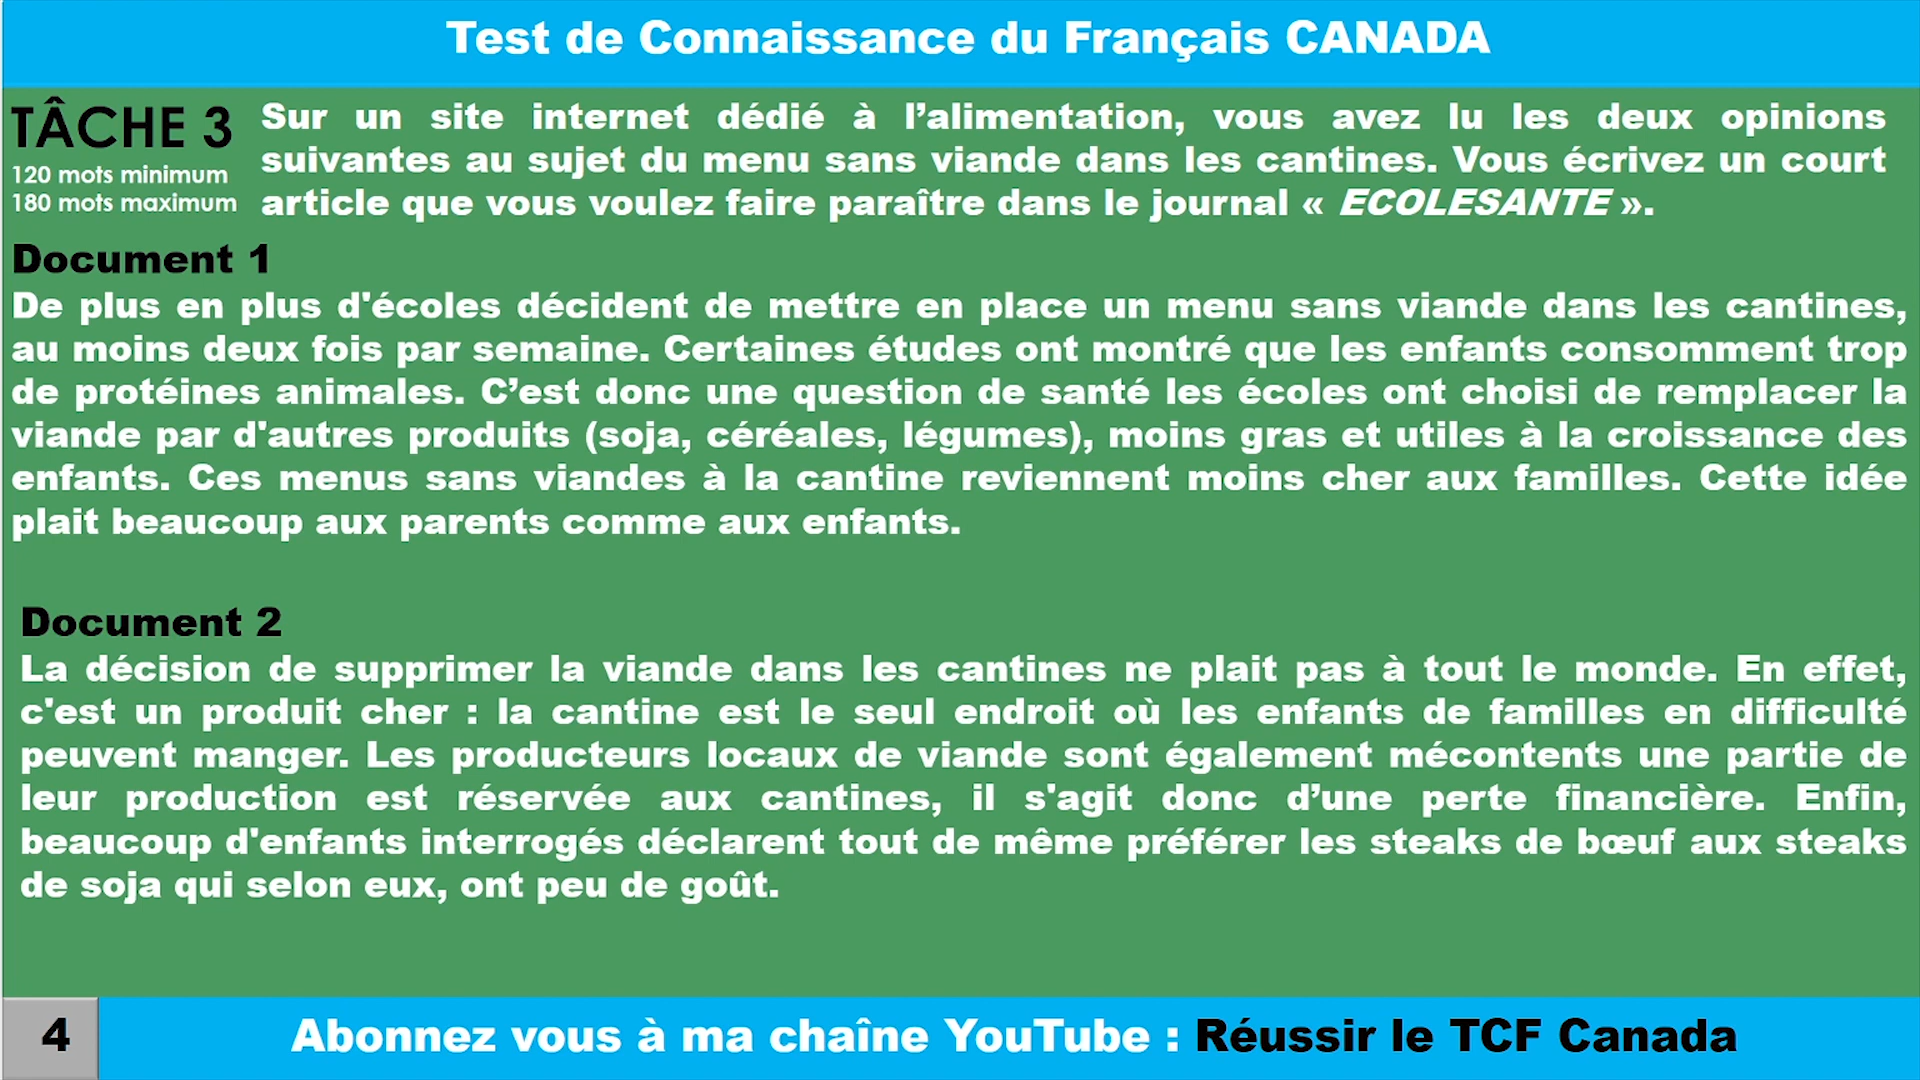 Test de Connaissance du Français CANADA
TÂCHE 3
120 mots minimum
180 mots maximum
Sur un site internet dédié à l’alimentation, vous avez lu les deux opinions
suivantes au sujet du menu sans viande dans les cantines. Vous écrivez un court
article que vous voulez faire paraître dans le journal « ECOLESANTE ».
Document 1
De plus en plus d'écoles décident de mettre en place un menu sans viande dans les cantines,
au moins deux fois par semaine. Certaines études ont montré que les enfants consomment trop
de protéines animales. C’est donc une question de santé les écoles ont choisi de remplacer la
viande par d'autres produits (soja, céréales, légumes), moins gras et utiles à la croissance des
enfants. Ces menus sans viandes à la cantine reviennent moins cher aux familles. Cette idée
plait beaucoup aux parents comme aux enfants.
Document 2
La décision de supprimer la viande dans les cantines ne plait pas à tout le monde. En effet,
c'est un produit cher : la cantine est le seul endroit où les enfants de familles en difficulté
peuvent manger. Les producteurs locaux de viande sont également mécontents une partie de
leur production est réservée aux cantines, il s'agit donc d’une perte financière. Enfin,
beaucoup d'enfants interrogés déclarent tout de même préférer les steaks de bœuf aux steaks
de soja qui selon eux, ont peu de goût.
4
Abonnez vous à ma chaîne YouTube : Réussir le TCF Canada